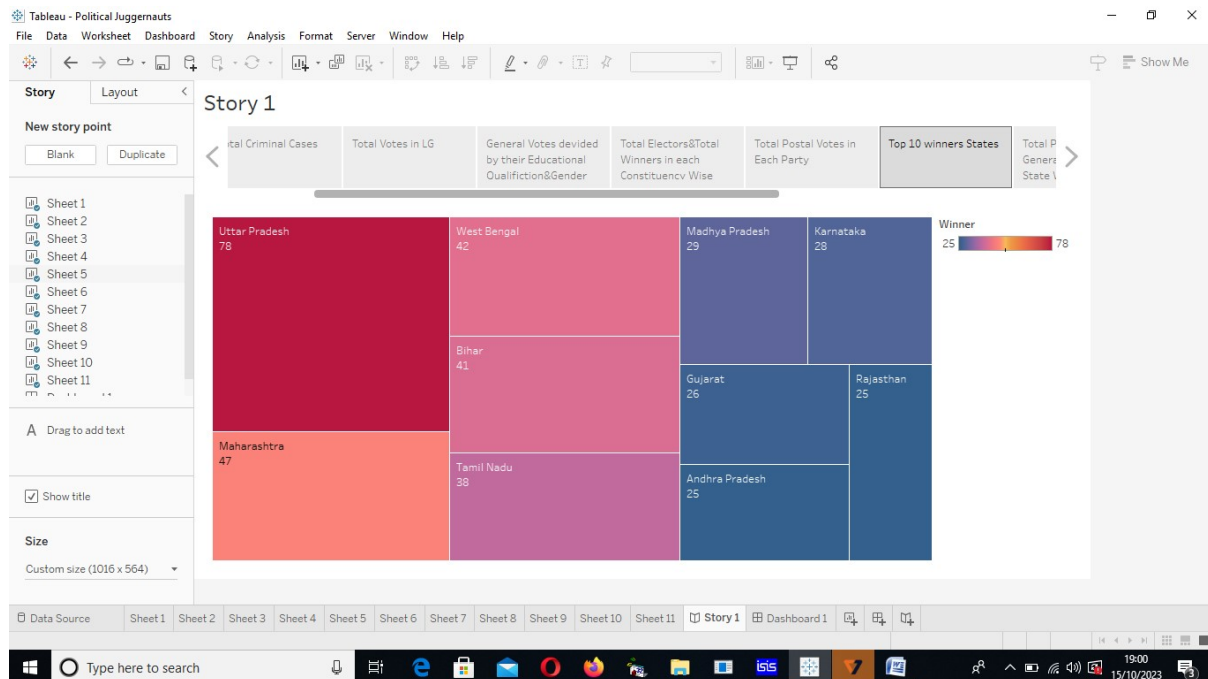 Tableau - Political Juggernauts
File Data Worksheet Dashboard Story Analysis Format Server Window Help
Show Me
Story Layout
Story 1
New story point
Blank Duplicate
Criminal Cases
Total Votes in LG
General Votes devided
by their Educational
Qualifiction&Gender
Total Electors&Total
Winners in each
Constituency Wise
Total Postal Votes in
Each Party
Top 10 winners States
Total P
Genera
State
Sheet 1
Sheet 2
Sheet 3
Sheet 4
Sheet 5
Sheet 6
Sheet 7
Sheet 8
Sheet 9
Sheet 10
Sheet 11
A Drag to add text
Show title
Size
Custom size (1016 x 564)
Uttar Pradesh
78
Maharashtra
47
West Bengal
42
Bihar
41
Tamil Nadu
38
Madhya Pradesh
29
Karnataka
28
Gujarat
26
Rajasthan
25
Andhra Pradesh
25
Winner
25 78
Data Source Sheet 1 Sheet 2 Sheet 3 Sheet 4 Sheet 5 Sheet 6 Sheet 7 Sheet 8 Sheet 9 Sheet 10 Sheet 11 Story 1 Dashboard 1
Type here to search
isis
19:00
15/10/2023
3